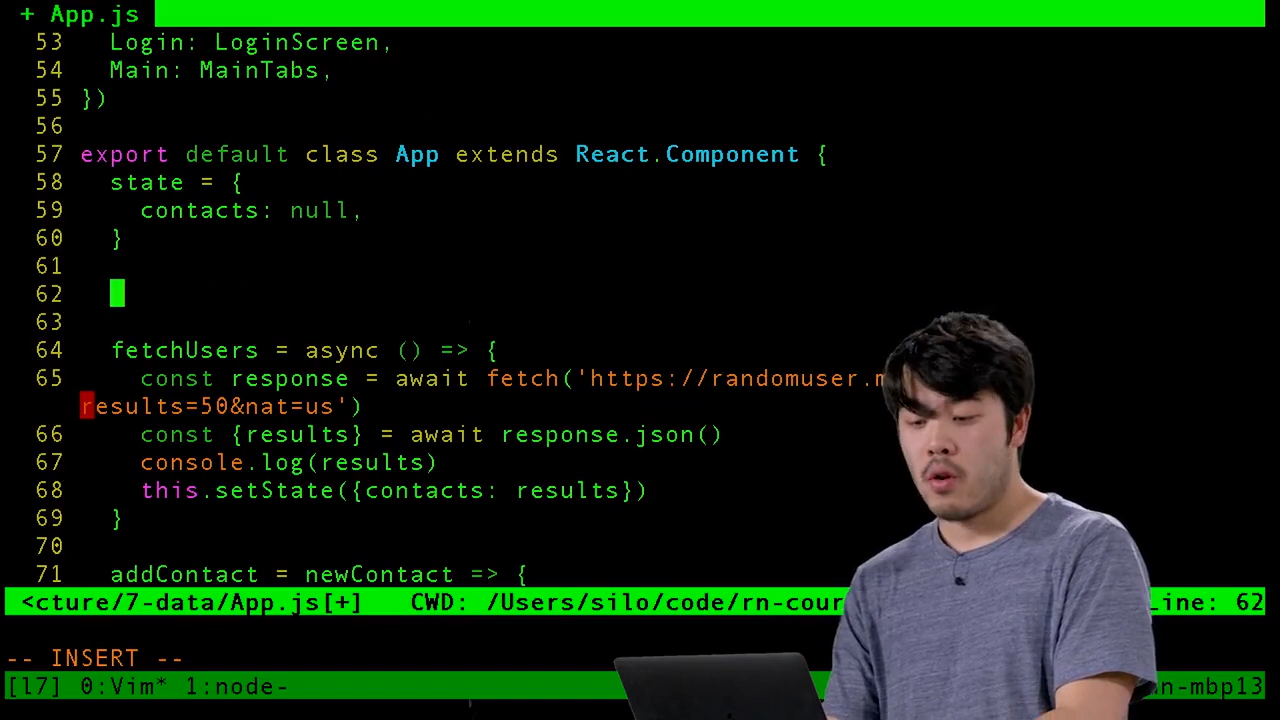 + App.js
53 Login: LoginScreen,
54 Main: MainTabs,
55 })
56
57 export default class App extends React.Component {
58 state = {
59 contacts: null,
60 }
61
62
63
64 fetchUsers = async () => {
65 const response = await fetch('https://randomuser.m
results=50&nat=us')
66 const {results} = await response.json()
67 console.log(results)
68 this.setState({contacts: results})
69 }
70
71 addContact = newContact => {
<cture/7-data/App.js[+] CWD: /Users/silo/code/rn-cour Line: 62
-- INSERT --
[l7] 0:Vim* 1:node- n-mbp13